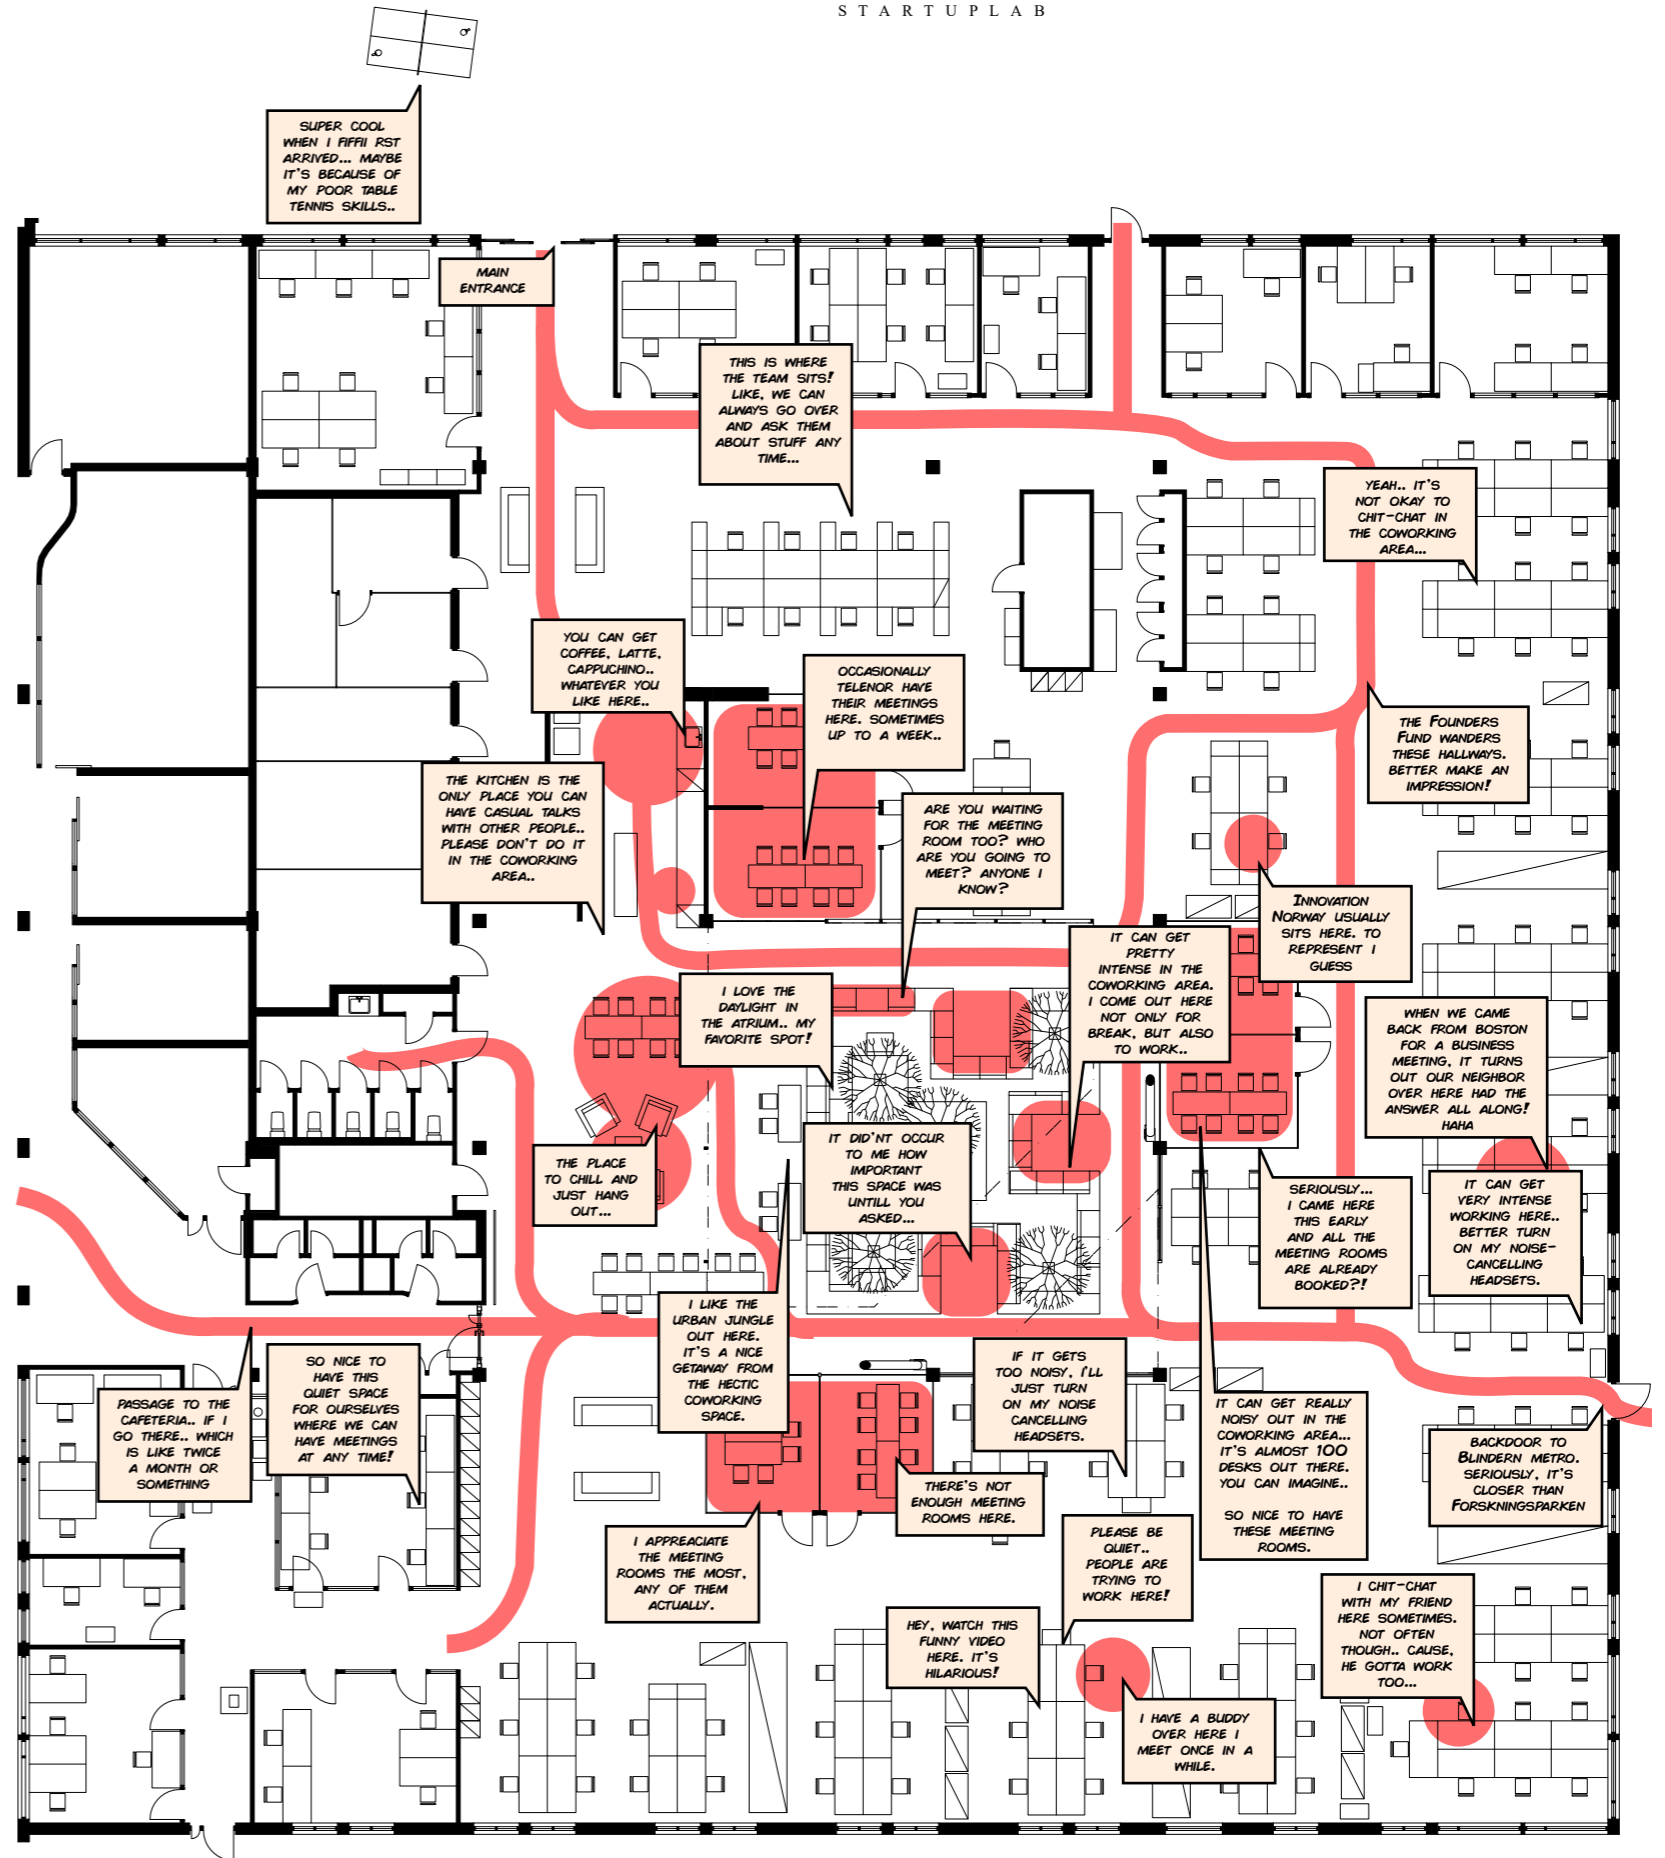 STARTUPLAB
SUPER COOL
WHEN I FIFFII RST
ARRIVED... MAYBE
IT'S BECAUSE OF
MY POOR TABLE
TENNIS SKILLS..
MAIN
ENTRANCE
THIS IS WHERE
THE TEAM SITS!
LIKE, WE CAN
ALWAYS GO OVER
AND ASK THEM
ABOUT STUFF ANY
TIME...
YEAH.. IT'S
NOT OKAY TO
CHIT-CHAT IN
THE COWORKING
AREA...
YOU CAN GET
COFFEE, LATTE,
CAPPUCHINO..
WHATEVER YOU
LIKE HERE..
OCCASIONALLY
TELENOR HAVE
THEIR MEETINGS
HERE. SOMETIMES
UP TO A WEEK..
THE FOUNDERS
FUND WANDERS
THESE HALLWAYS.
BETTER MAKE AN
IMPRESSION!
THE KITCHEN IS THE
ONLY PLACE YOU CAN
HAVE CASUAL TALKS
WITH OTHER PEOPLE..
PLEASE DON'T DO IT
IN THE COWORKING
AREA..
ARE YOU WAITING
FOR THE MEETING
ROOM TOO? WHO
ARE YOU GOING TO
MEET? ANYONE I
KNOW?
INNOVATION
NORWAY USUALLY
SITS HERE. TO
REPRESENT I
GUESS
IT CAN GET
PRETTY
INTENSE IN THE
COWORKING AREA.
I COME OUT HERE
NOT ONLY FOR
BREAK, BUT ALSO
TO WORK..
I LOVE THE
DAYLIGHT IN
THE ATRIUM.. MY
FAVORITE SPOT!
WHEN WE CAME
BACK FROM BOSTON
FOR A BUSINESS
MEETING, IT TURNS
OUT OUR NEIGHBOR
OVER HERE HAD THE
ANSWER ALL ALONG!
HAHA
IT DID'NT OCCUR
TO ME HOW
IMPORTANT
THIS SPACE WAS
UNTILL YOU
ASKED...
THE PLACE
TO CHILL AND
JUST HANG
OUT...
SERIOUSLY...
I CAME HERE
THIS EARLY
AND ALL THE
MEETING ROOMS
ARE ALREADY
BOOKED?!
IT CAN GET
VERY INTENSE
WORKING HERE..
BETTER TURN
ON MY NOISE-
CANCELLING
HEADSETS.
I LIKE THE
URBAN JUNGLE
OUT HERE.
IT'S A NICE
GETAWAY FROM
THE HECTIC
COWORKING
SPACE.
IF IT GETS
TOO NOISY, I'LL
JUST TURN
ON MY NOISE
CANCELLING
HEADSETS.
SO NICE TO
HAVE THIS
QUIET SPACE
FOR OURSELVES
WHERE WE CAN
HAVE MEETINGS
AT ANY TIME!
PASSAGE TO THE
CAFETERIA.. IF I
GO THERE.. WHICH
IS LIKE TWICE
A MONTH OR
SOMETHING
IT CAN GET REALLY
NOISY OUT IN THE
COWORKING AREA...
IT'S ALMOST 100
DESKS OUT THERE.
YOU CAN IMAGINE..
SO NICE TO HAVE
THESE MEETING
ROOMS.
BACKDOOR TO
BLINDERN METRO.
SERIOUSLY, IT'S
CLOSER THAN
FORSKNINGSPARKEN
THERE'S NOT
ENOUGH MEETING
ROOMS HERE.
I APPREACIATE
THE MEETING
ROOMS THE MOST,
ANY OF THEM
ACTUALLY.
PLEASE BE
QUIET..
PEOPLE ARE
TRYING TO
WORK HERE!
HEY, WATCH THIS
FUNNY VIDEO
HERE. IT'S
HILARIOUS!
I CHIT-CHAT
WITH MY FRIEND
HERE SOMETIMES.
NOT OFTEN
THOUGH.. CAUSE,
HE GOTTA WORK
TOO...
I HAVE A BUDDY
OVER HERE I
MEET ONCE IN A
WHILE.